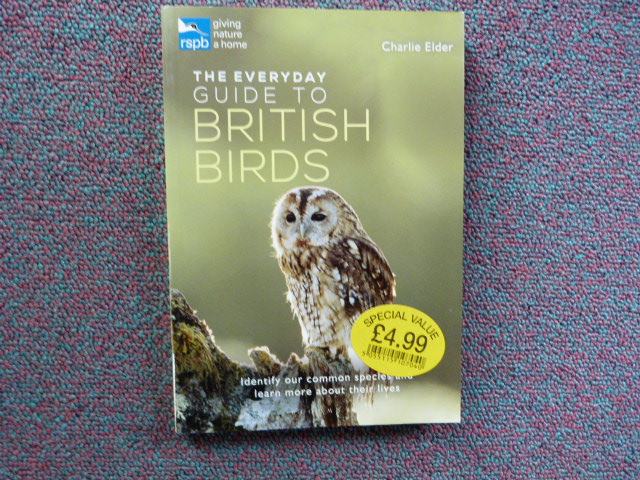 giving
nature
a home
rspb
Charlie Elder
THE EVERYDAY
GUIDE TO
BRITISH
BIRDS
SPECIAL VALUE
£4.99
Identify our common species and
learn more about their lives